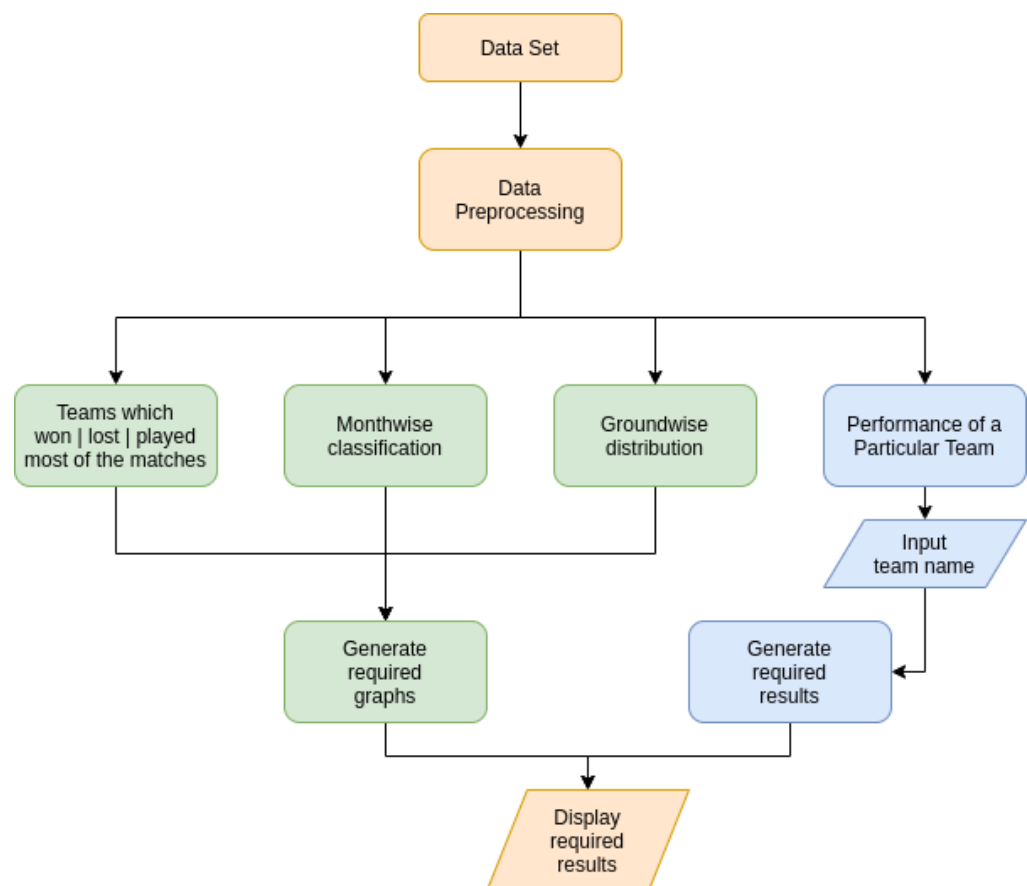 Data Set
Data
Preprocessing
Teams which
won | lost | played
most of the matches
Monthwise
classification
Groundwise
distribution
Performance of a
Particular Team
Input
team name
Generate
required
graphs
Generate
required
results
Display
required
results